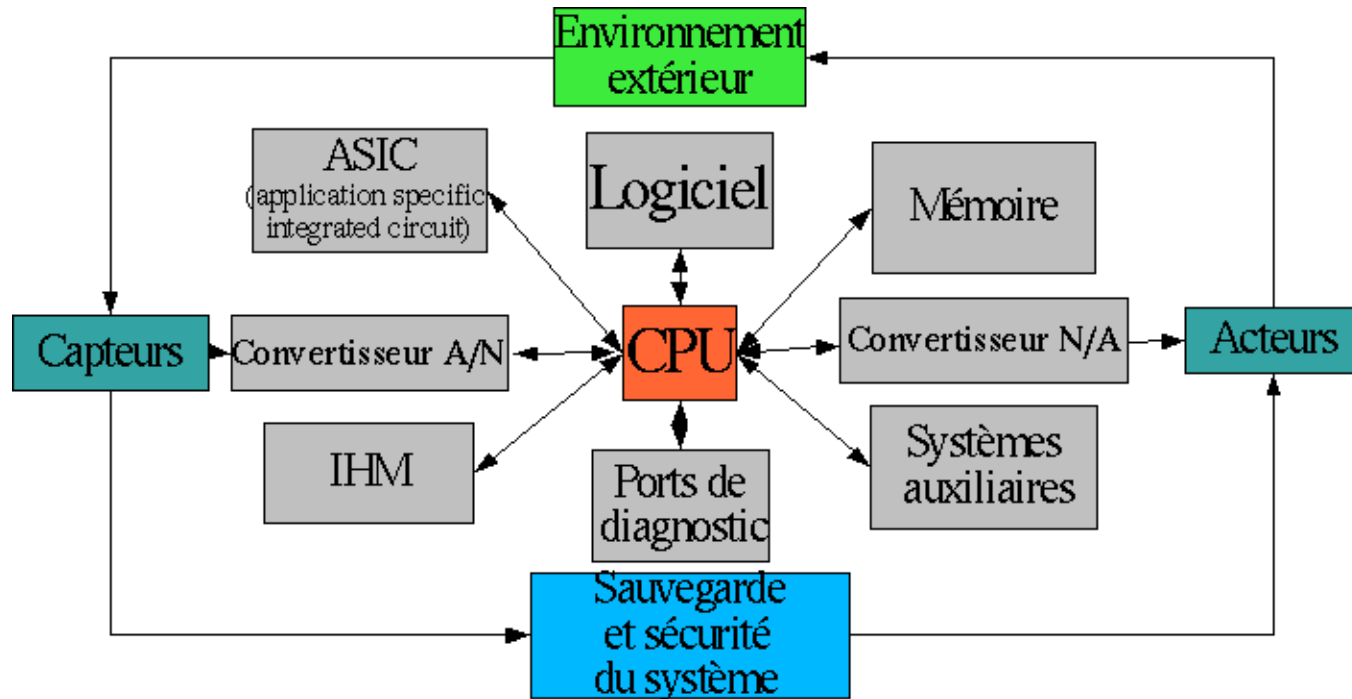 Environnement
extérieur
ASIC
(application specific
integrated circuit)
Logiciel
Mémoire
Capteurs
Convertisseur A/N
CPU
Convertisseur N/A
Acteurs
IHM
Ports de
diagnostic
Systèmes
auxiliaires
Sauvegarde
et sécurité
du système